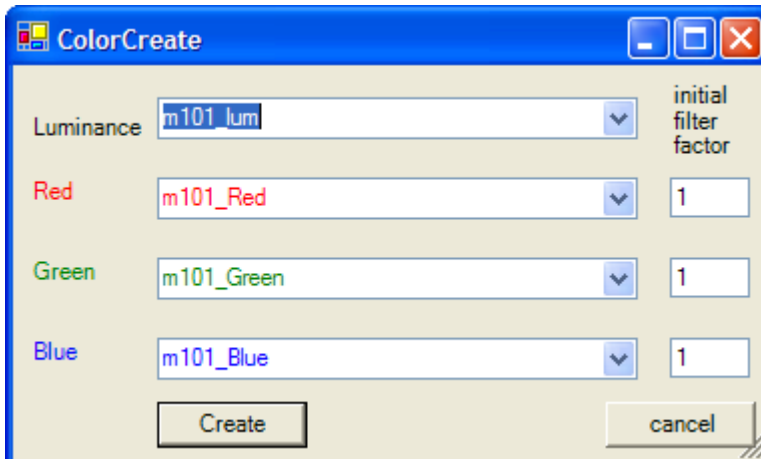 ColorCreate
initial
filter
factor
Luminance m101_lum
Red m101_Red 1
Green m101_Green 1
Blue m101_Blue 1
Create cancel